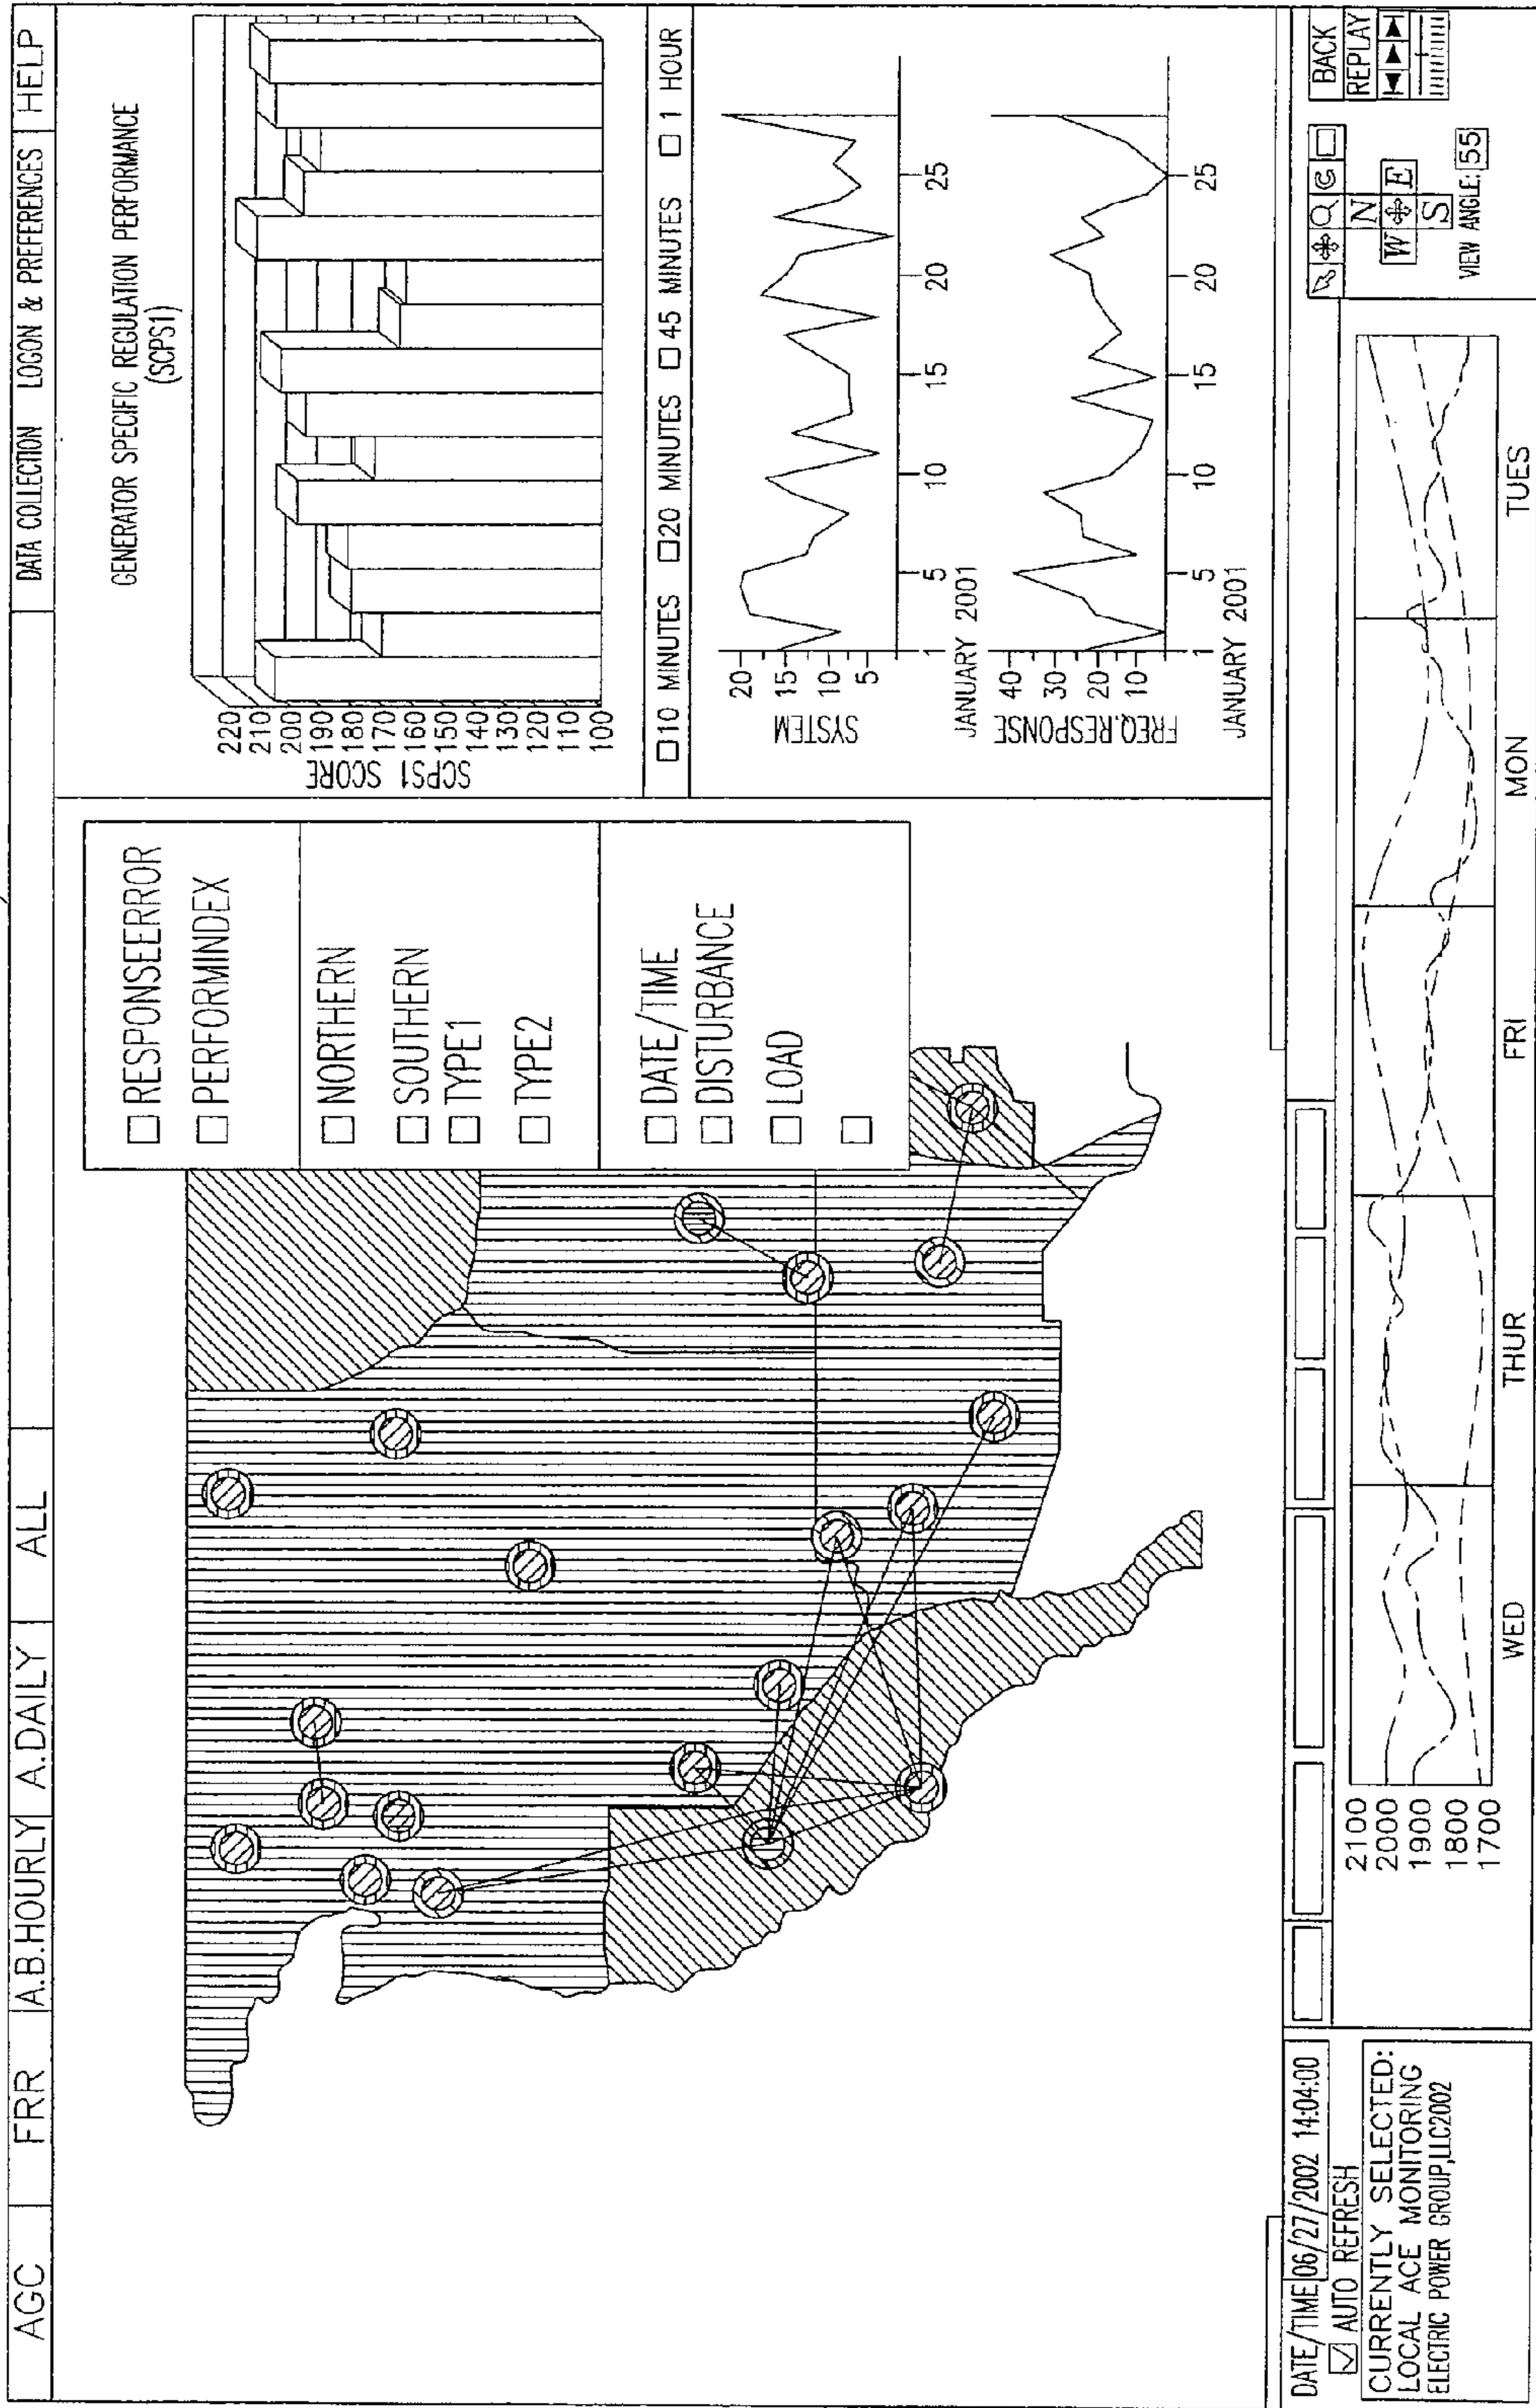 AGC FRR A.B.HOURLY A.DAILY ALL DATA COLLECTION LOGON & PREFERENCES HELP
□ RESPONSEERROR
□ PERFORMINDEX
□ NORTHERN
□ SOUTHERN
□ TYPE1
□ TYPE2
□ DATE/TIME
□ DISTURBANCE
□ LOAD
□
GENERATOR SPECIFIC REGULATION PERFORMANCE
(SCPS1)
SCPS1 SCORE
220
210
200
190
180
170
160
150
140
130
120
110
100
□ 10 MINUTES □ 20 MINUTES □ 45 MINUTES □ 1 HOUR
SYSTEM
20
15
10
5
1 5 10 15 20 25
JANUARY 2001
FREQ.RESPONSE
40
30
20
10
1 5 10 15 20 25
JANUARY 2001
DATE/TIME 06/27/2002 14:04:00
☑ AUTO REFRESH
CURRENTLY SELECTED:
LOCAL ACE MONITORING
ELECTRIC POWER GROUP,LLC2002
2100
2000
1900
1800
1700
WED THUR FRI MON TUES
N
W E
S
VIEW ANGLE: 55
BACK
REPLAY